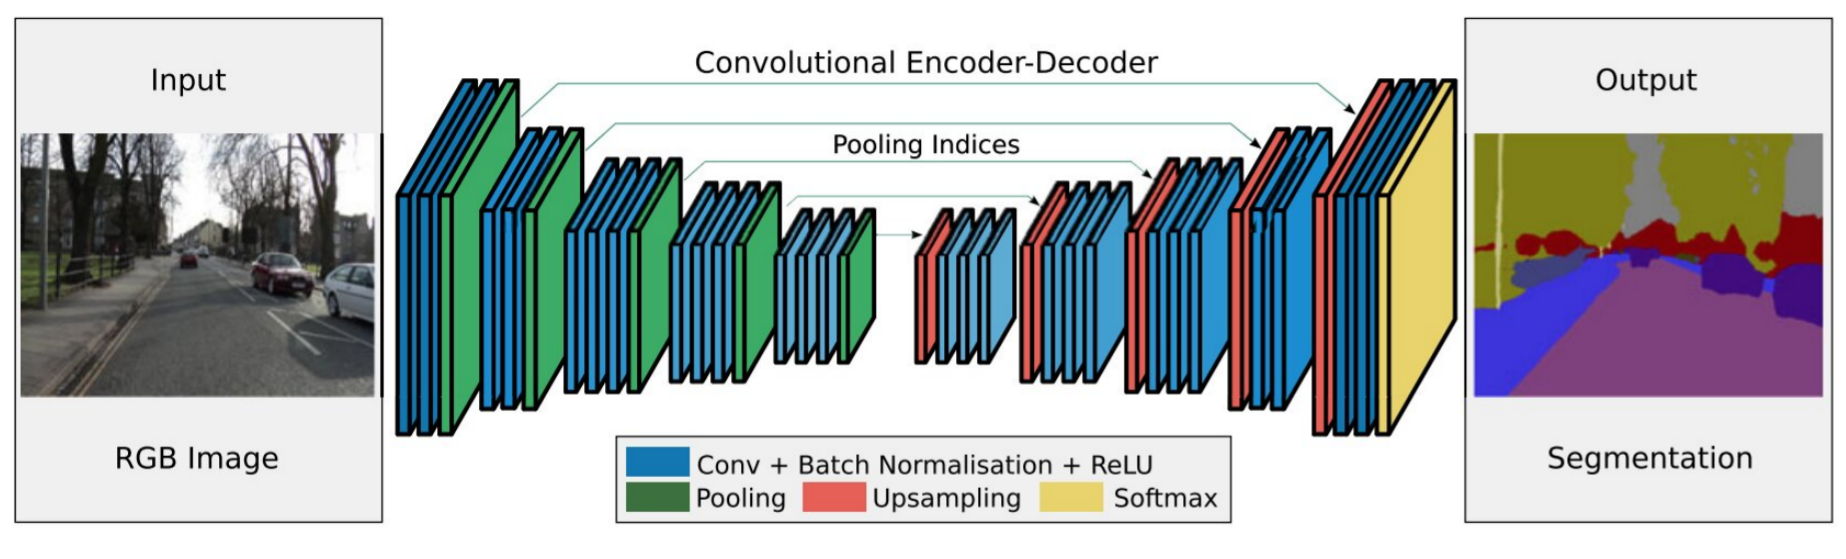 Input
RGB Image
Convolutional Encoder-Decoder
Pooling Indices
Conv + Batch Normalisation + ReLU
Pooling Upsampling Softmax
Output
Segmentation